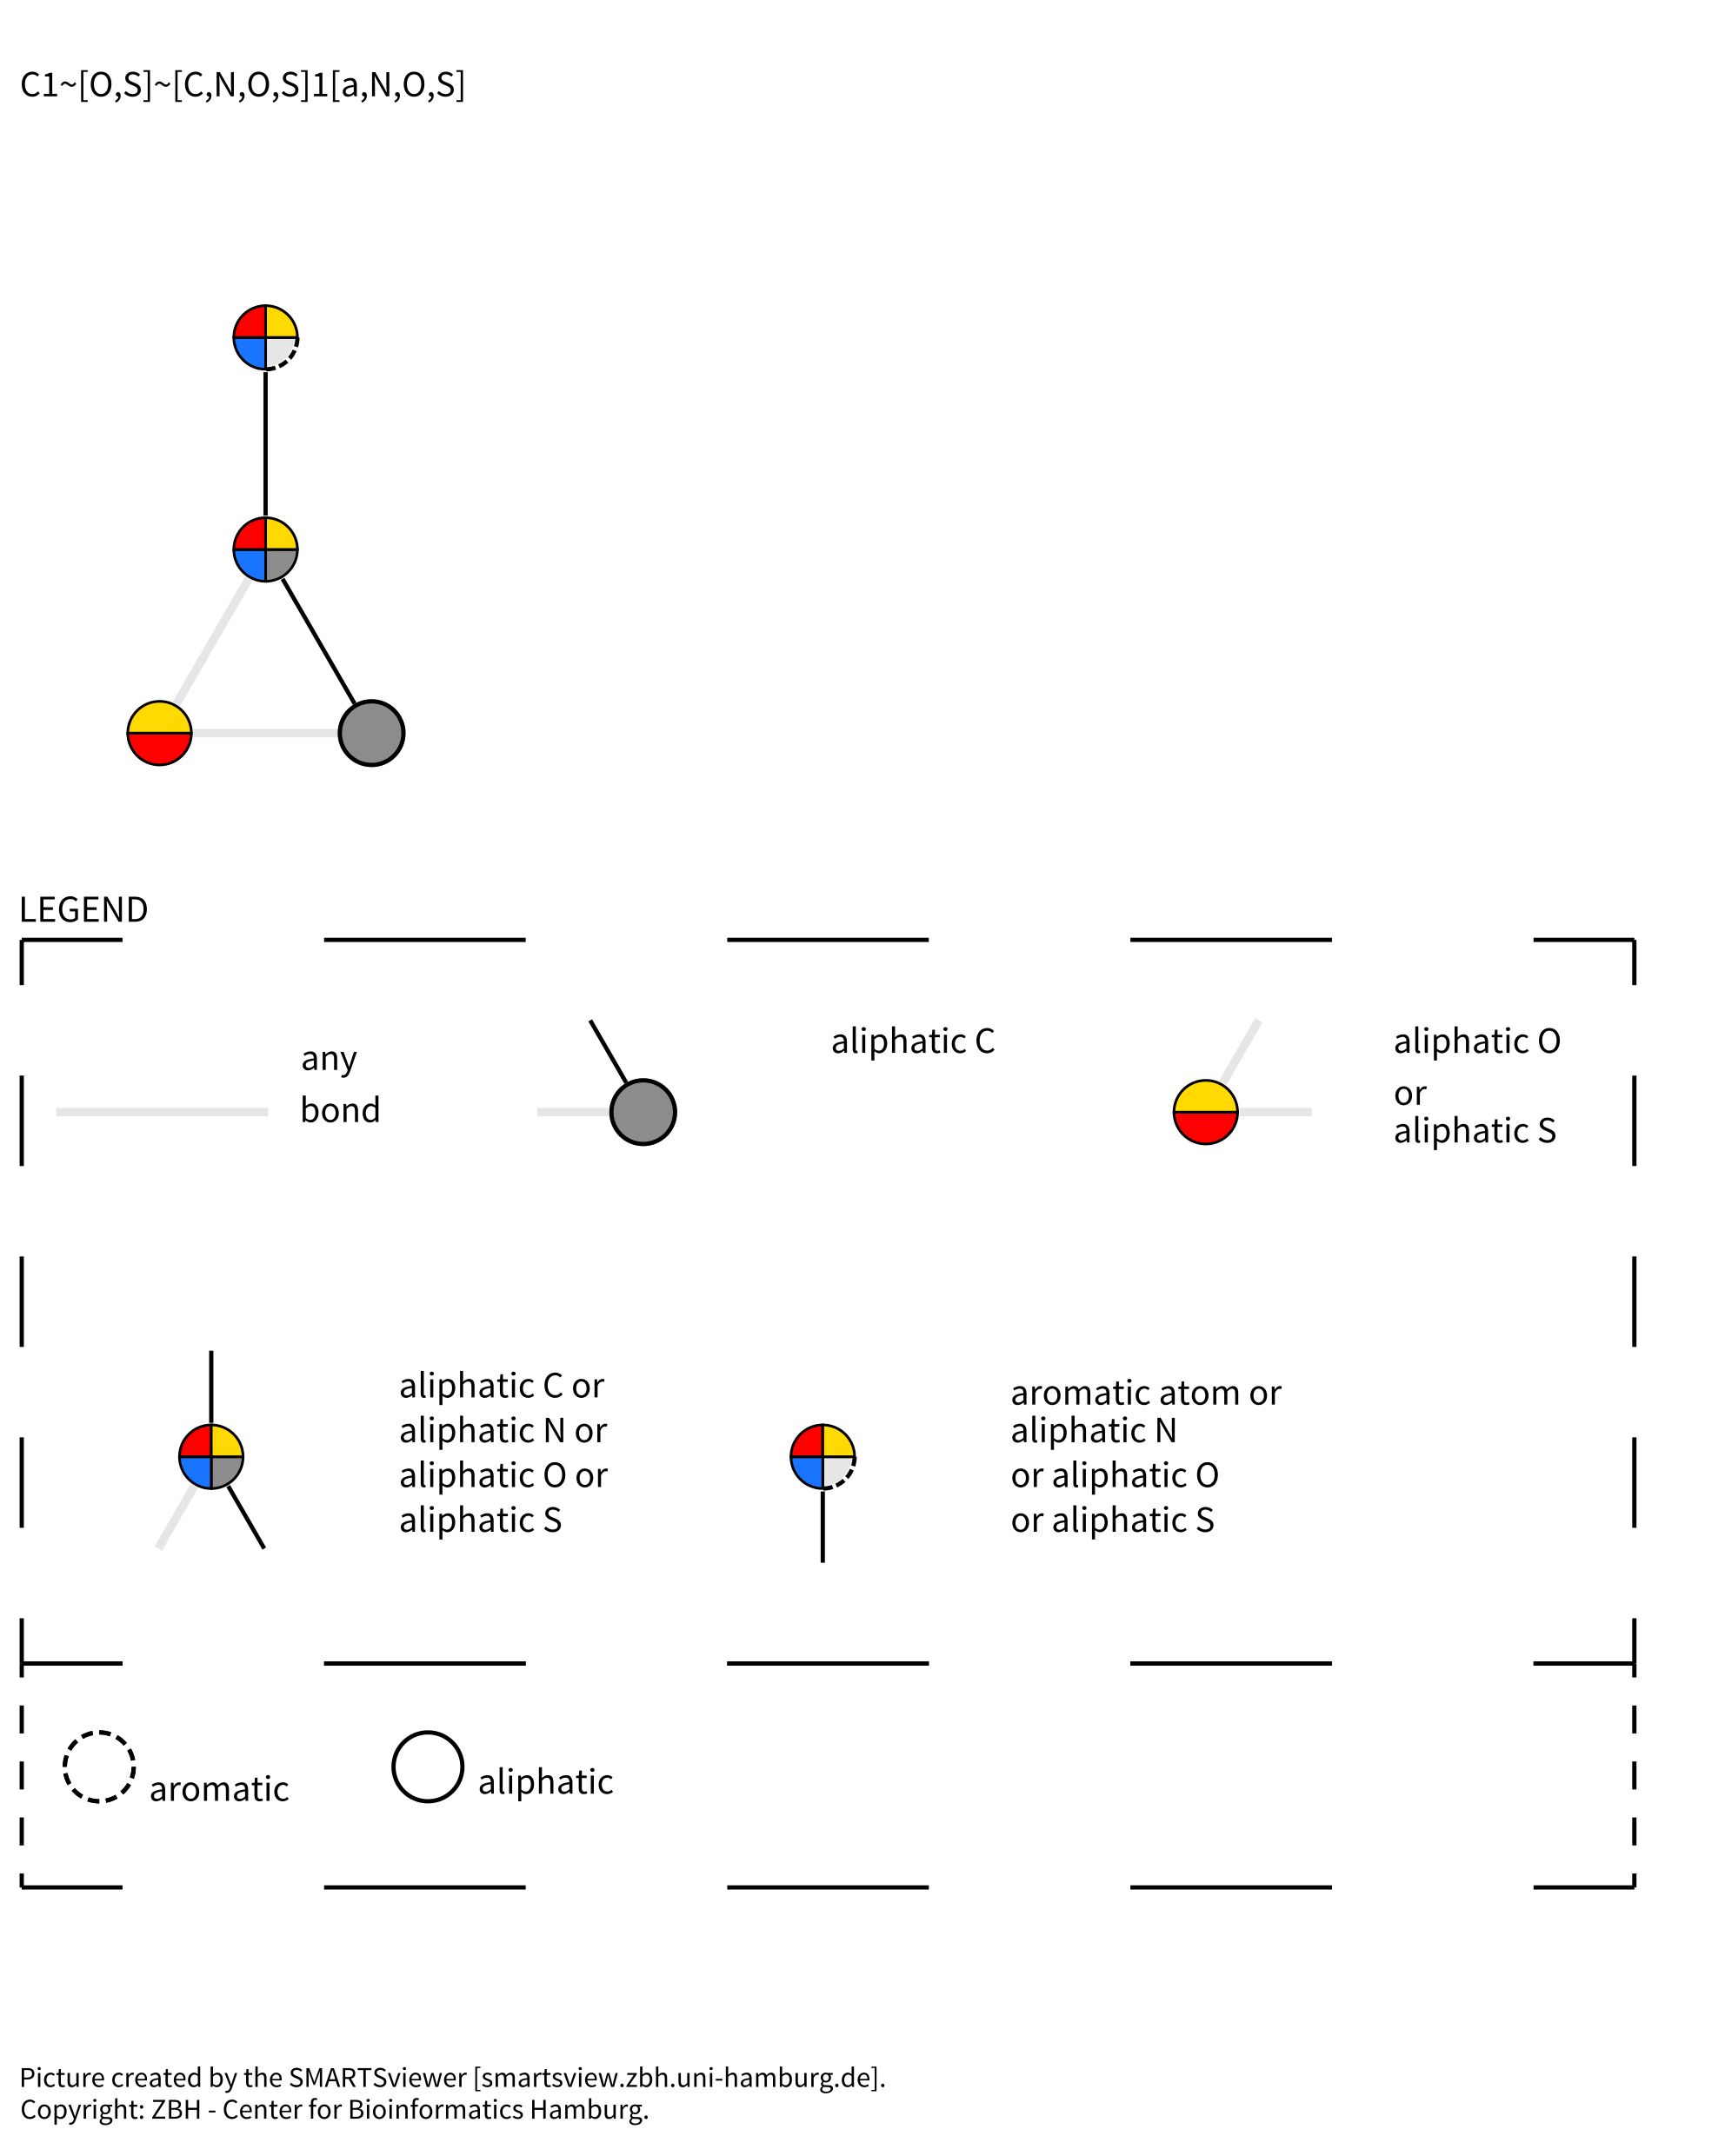 C1~[O,S]~[C,N,O,S]1[a,N,O,S]
LEGEND
any
bond
aliphatic C
aliphatic O
or
aliphatic S
aliphatic C or
aliphatic N or
aliphatic O or
aliphatic S
aromatic atom or
aliphatic N
or aliphatic O
or aliphatic S
aromatic
aliphatic
Picture created by the SMARTSviewer [smartsview.zbh.uni-hamburg.de].
Copyright: ZBH - Center for Bioinformatics Hamburg.